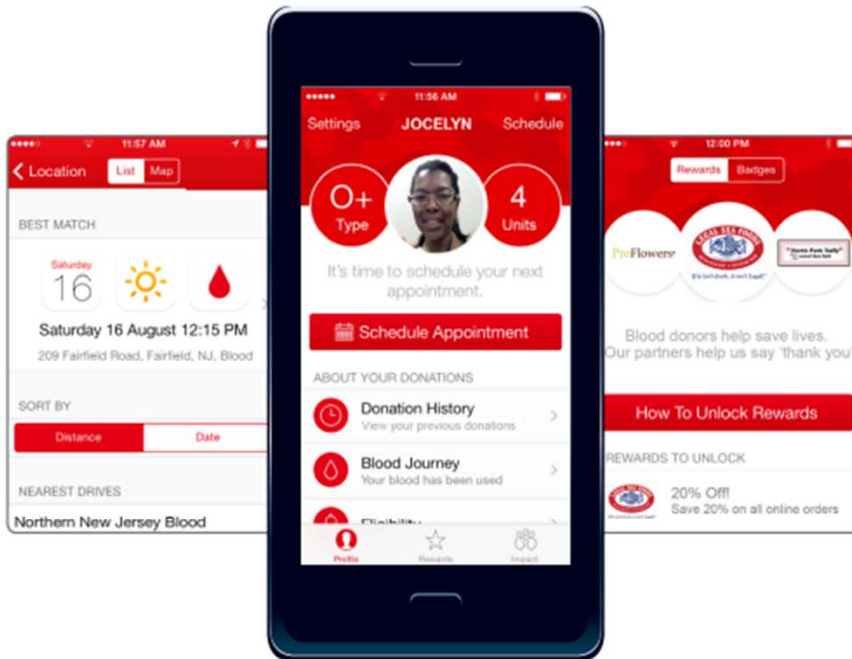 11:57 AM
Location
List
Map
BEST MATCH
Saturday
16
Saturday 16 August 12:15 PM
209 Fairfield Road, Fairfield, NJ, Blood
SORT BY
Distance
Date
NEAREST DRIVES
Northern New Jersey Blood
11:56 AM
Settings
JOCELYN
Schedule
O+
Type
4
Units
It's time to schedule your next
appointment.
Schedule Appointment
ABOUT YOUR DONATIONS
Donation History
View your previous donations
Blood Journey
Your blood has been used
Eligibility
Profile
Rewards
Impact
12:00 PM
Rewards
Badges
ProFlowers
LEGAL SEA FOODS
Blood donors help save lives.
Our partners help us say 'thank you'
How To Unlock Rewards
REWARDS TO UNLOCK
20% Off!
Save 20% on all online orders